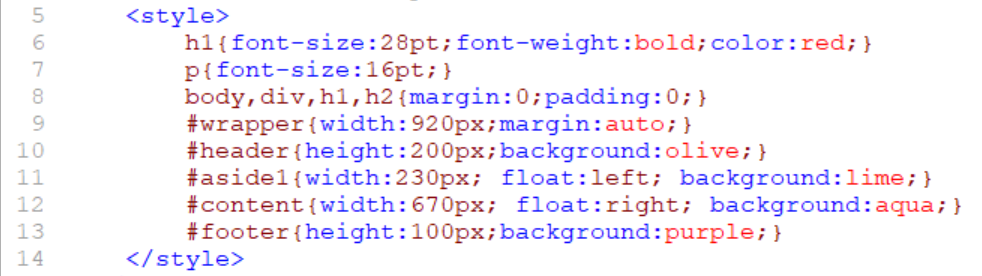 5 <style>
6 h1{font-size:28pt;font-weight:bold;color:red;}
7 p{font-size:16pt;}
8 body,div,h1,h2{margin:0;padding:0;}
9 #wrapper{width:920px;margin:auto;}
10 #header{height:200px;background:olive;}
11 #aside1{width:230px; float:left; background:lime;}
12 #content{width:670px; float:right; background:aqua;}
13 #footer{height:100px;background:purple;}
14 </style>